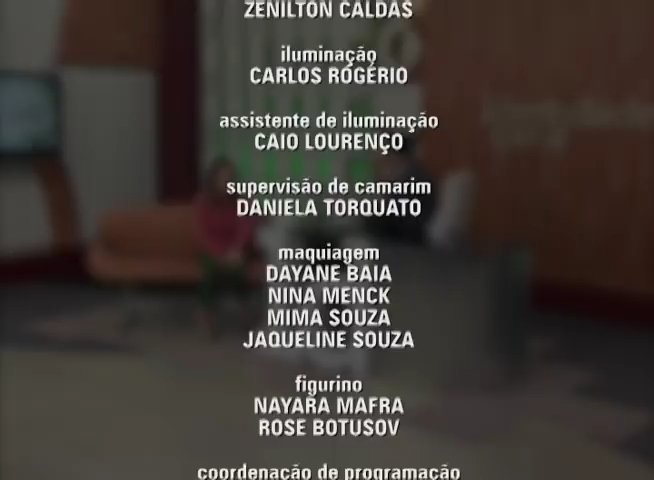 ZENILTON CALDAS
iluminação
CARLOS ROGÉRIO
assistente de iluminação
CAIO LOURENÇO
supervisão de camarim
DANIELA TORQUATO
maquiagem
DAYANE BAIA
NINA MENCK
MIMA SOUZA
JAQUELINE SOUZA
figurino
NAYARA MAFRA
ROSE BOTUSOV
coordenação de programação